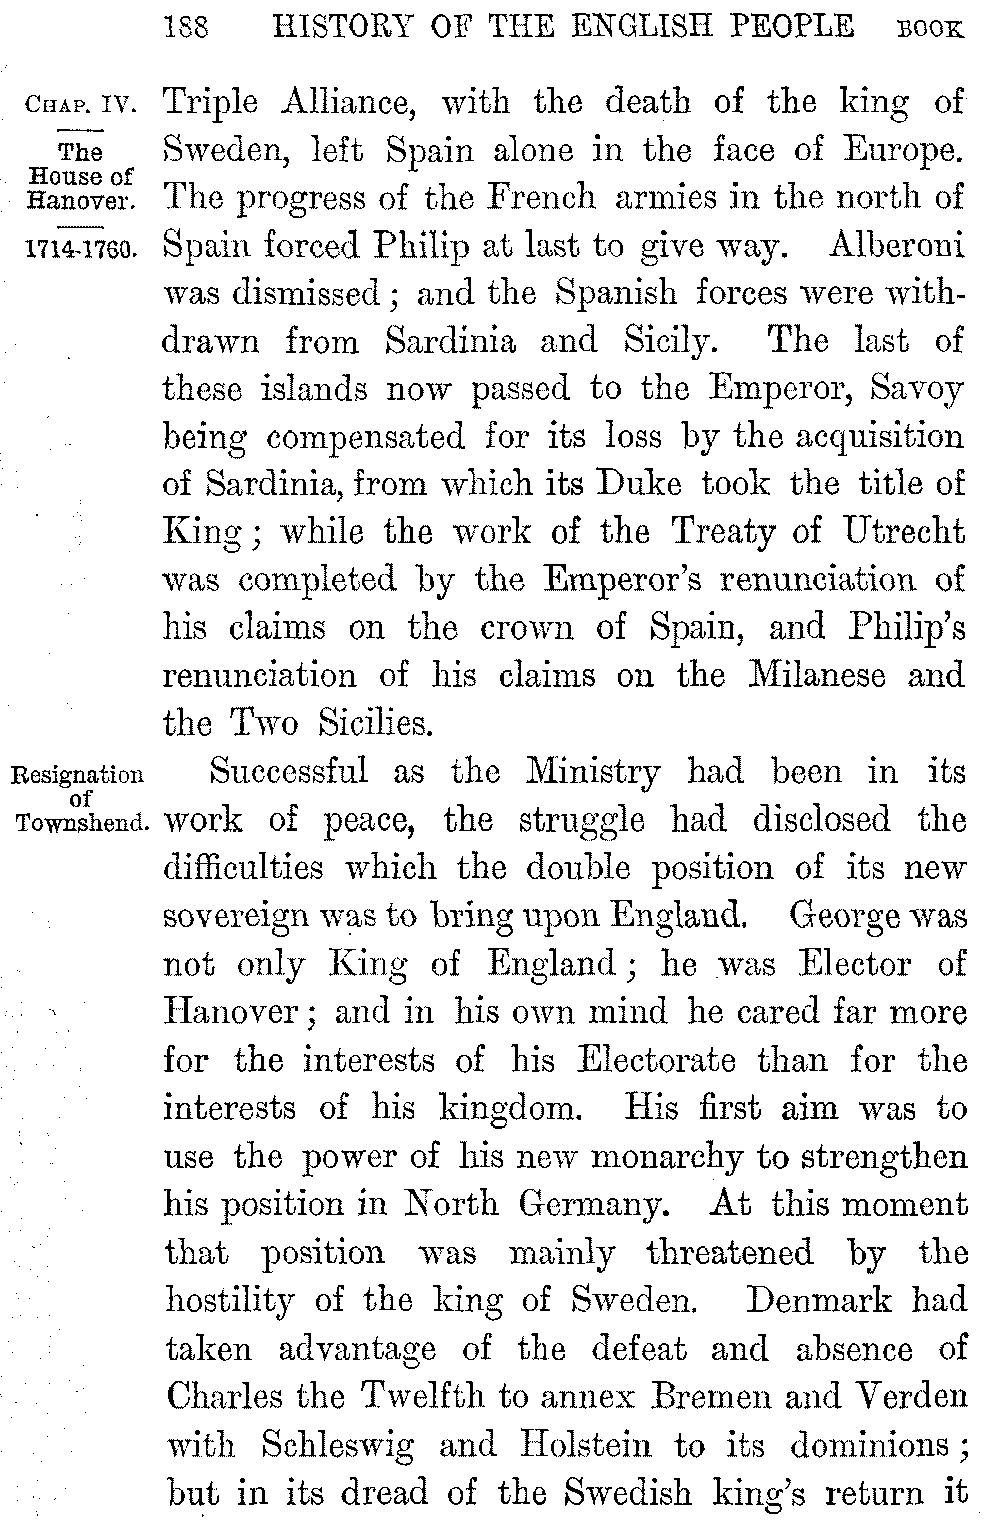 188 HISTORY OF THE ENGLISH PEOPLE BOOK
CHAP. IV.
The
House of
Hanover.
1714-1760.
Triple Alliance, with the death of the king of
Sweden, left Spain alone in the face of Europe.
The progress of the French armies in the north of
Spain forced Philip at last to give way. Alberoni
was dismissed; and the Spanish forces were with-
drawn from Sardinia and Sicily. The last of
these islands now passed to the Emperor, Savoy
being compensated for its loss by the acquisition
of Sardinia, from which its Duke took the title of
King; while the work of the Treaty of Utrecht
was completed by the Emperor's renunciation of
his claims on the crown of Spain, and Philip's
renunciation of his claims on the Milanese and
the Two Sicilies.
Resignation
of
Townshend.
Successful as the Ministry had been in its
work of peace, the struggle had disclosed the
difficulties which the double position of its new
sovereign was to bring upon England. George was
not only King of England; he was Elector of
Hanover; and in his own mind he cared far more
for the interests of his Electorate than for the
interests of his kingdom. His first aim was to
use the power of his new monarchy to strengthen
his position in North Germany. At this moment
that position was mainly threatened by the
hostility of the king of Sweden. Denmark had
taken advantage of the defeat and absence of
Charles the Twelfth to annex Bremen and Verden
with Schleswig and Holstein to its dominions;
but in its dread of the Swedish king's return it